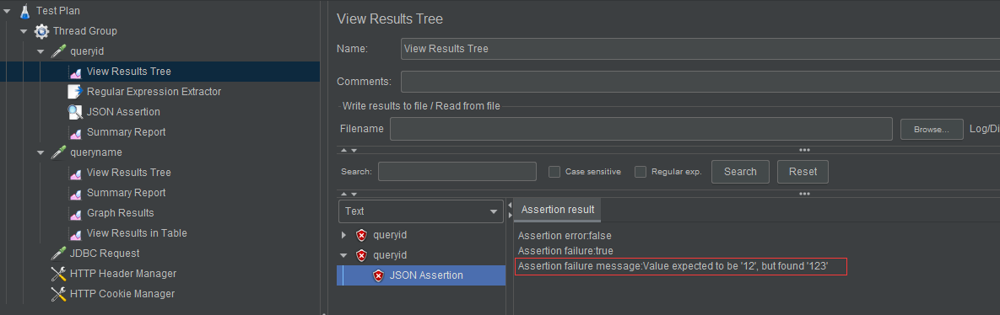 Test Plan
Thread Group
queryid
View Results Tree
Regular Expression Extractor
JSON Assertion
Summary Report
queryname
View Results Tree
Summary Report
Graph Results
View Results in Table
JDBC Request
HTTP Header Manager
HTTP Cookie Manager
View Results Tree
Name: View Results Tree
Comments:
Write results to file / Read from file
Filename Browse... Log/Di
Search: Case sensitive Regular exp. Search Reset
Text
queryid
queryid
JSON Assertion
Assertion result
Assertion error:false
Assertion failure:true
Assertion failure message:Value expected to be '12', but found '123'